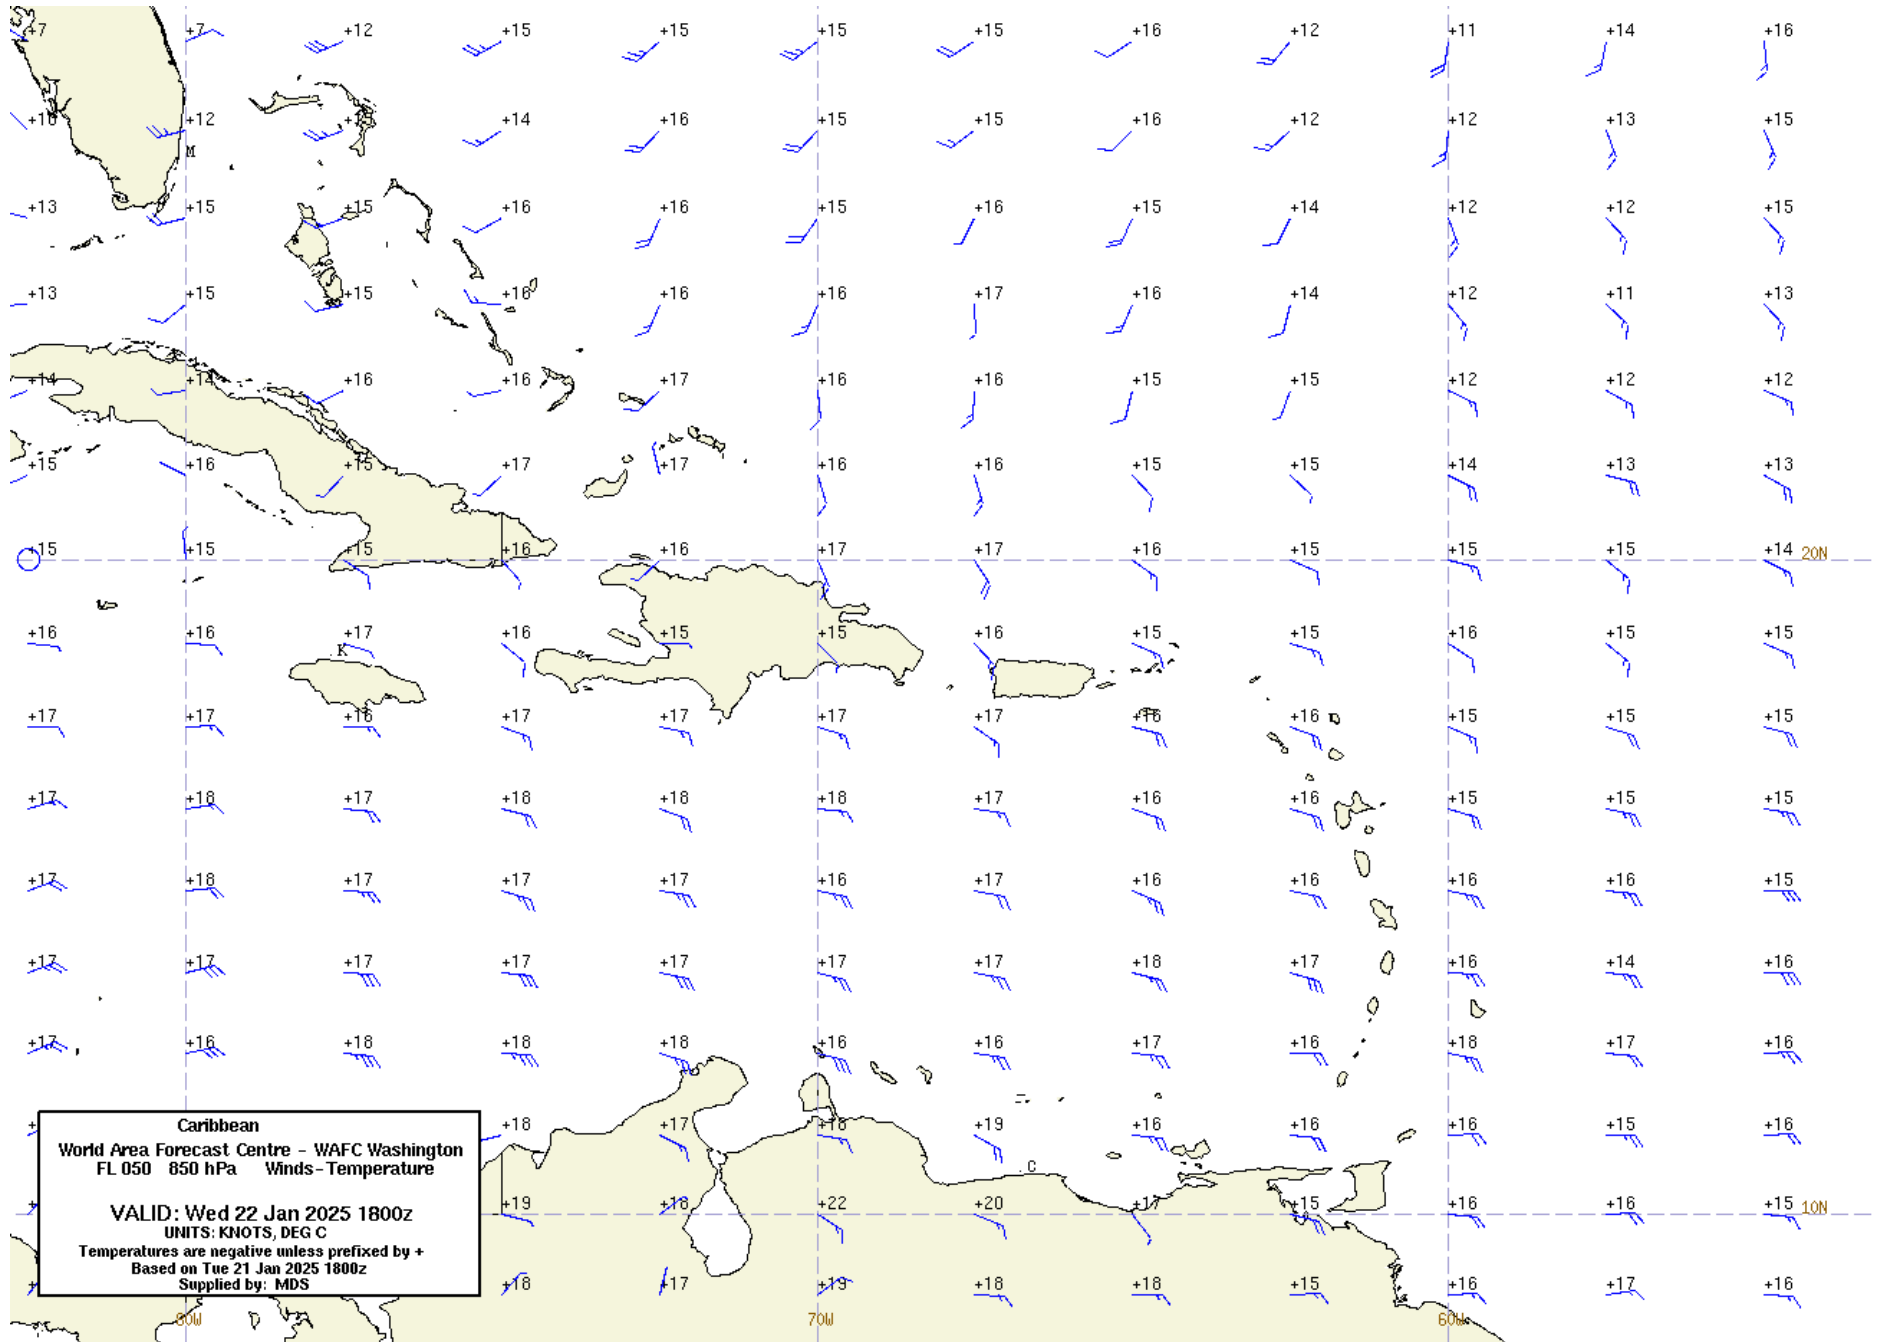 +7 +7 +12 +15 +15 +15 +15 +16 +12 +11 +14 +16
+12 +14 +16 +15 +15 +16 +12 +12 +13 +15
M
+13 +15 +15 +16 +16 +15 +16 +15 +14 +12 +12 +15
+13 +15 +15 +16 +16 +16 +17 +16 +14 +12 +11 +13
+14 +14 +16 +16 +17 +16 +16 +15 +15 +12 +12 +12
+15 +16 +15 +17 +17 +16 +16 +15 +15 +14 +13 +13
+15 +15 +15 +16 +16 +17 +17 +16 +15 +15 +15 +14 20N
+16 +16 +17 +16 +15 +15 +16 +15 +15 +16 +15 +15
K
+17 +17 +16 +17 +17 +17 +17 +16 +16 +15 +15 +15
+17 +18 +17 +18 +18 +18 +17 +16 +16 +15 +15 +15
+17 +18 +17 +17 +17 +16 +17 +16 +16 +16 +16 +15
+17 +17 +17 +17 +17 +17 +17 +18 +17 +16 +14 +16
+17 +16 +18 +18 +18 +16 +16 +17 +16 +18 +17 +16
+18 +17 +18 +19 +16 +16 +16 +15 +16
C
+19 +18 +22 +20 +17 +15 +16 +16 +15 10N
+18 +17 +19 +18 +18 +15 +16 +17 +16
Caribbean
World Area Forecast Centre - WAFC Washington
FL 050 850 hPa Winds-Temperature
VALID: Wed 22 Jan 2025 1800z
UNITS: KNOTS, DEG C
Temperatures are negative unless prefixed by +
Based on Tue 21 Jan 2025 1800z
Supplied by: MDS
80W 70W 60W